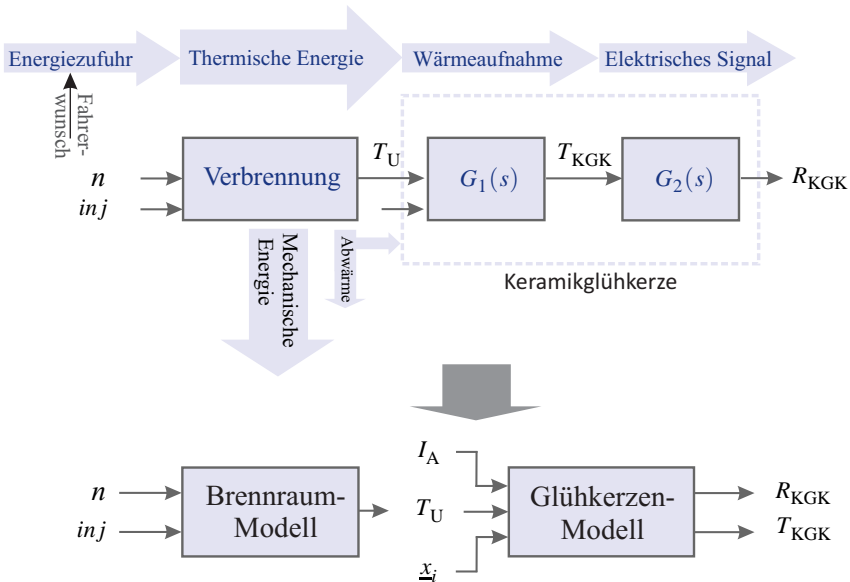 Energiezufuhr
Thermische Energie
Wärmeaufnahme
Elektrisches Signal
Fahrer-
wunsch
n
inj
Verbrennung
T_U
G_1(s)
T_KGK
G_2(s)
R_KGK
Mechanische
Energie
Abwärme
Keramikglühkerze
n
inj
Brennraum-
Modell
I_A
T_U
x_i
Glühkerzen-
Modell
R_KGK
T_KGK